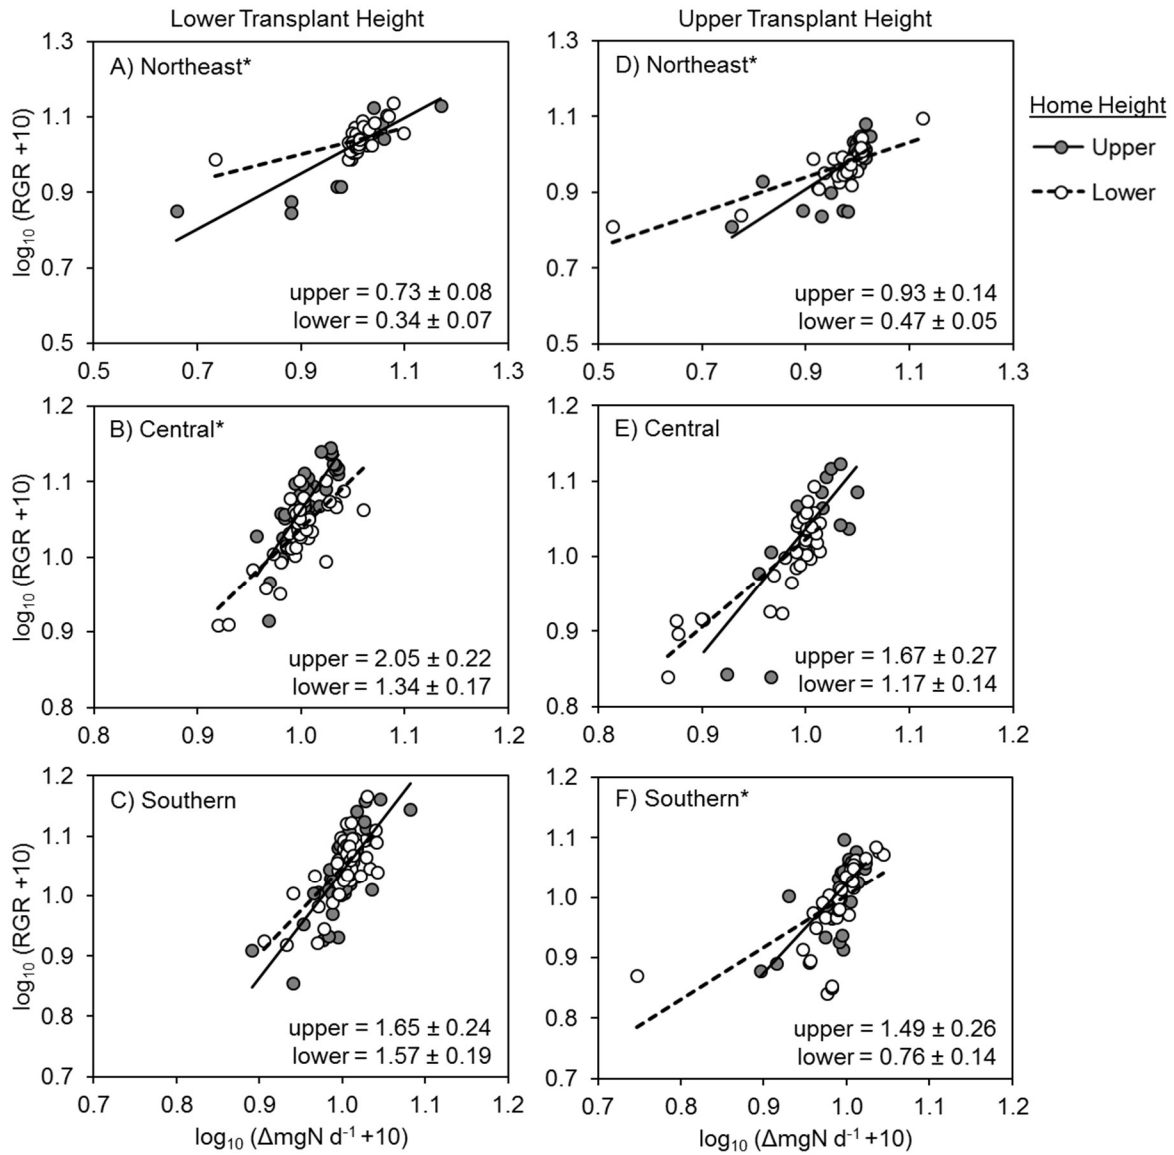 Lower Transplant Height
Upper Transplant Height
log10 (RGR +10)
1.3
1.1
0.9
0.7
0.5
A) Northeast*
upper = 0.73 ± 0.08
lower = 0.34 ± 0.07
0.5 0.7 0.9 1.1 1.3
1.3
1.1
0.9
0.7
0.5
D) Northeast*
upper = 0.93 ± 0.14
lower = 0.47 ± 0.05
0.5 0.7 0.9 1.1 1.3
Home Height
Upper
Lower
log10 (RGR +10)
1.2
1.1
1.0
0.9
0.8
B) Central*
upper = 2.05 ± 0.22
lower = 1.34 ± 0.17
0.8 0.9 1.0 1.1 1.2
1.2
1.1
1.0
0.9
0.8
E) Central
upper = 1.67 ± 0.27
lower = 1.17 ± 0.14
0.8 0.9 1.0 1.1 1.2
log10 (RGR +10)
1.2
1.1
1.0
0.9
0.8
0.7
C) Southern
upper = 1.65 ± 0.24
lower = 1.57 ± 0.19
0.7 0.8 0.9 1.0 1.1 1.2
log10 (ΔmgN d-1 +10)
1.2
1.1
1.0
0.9
0.8
0.7
F) Southern*
upper = 1.49 ± 0.26
lower = 0.76 ± 0.14
0.7 0.8 0.9 1.0 1.1 1.2
log10 (ΔmgN d-1 +10)